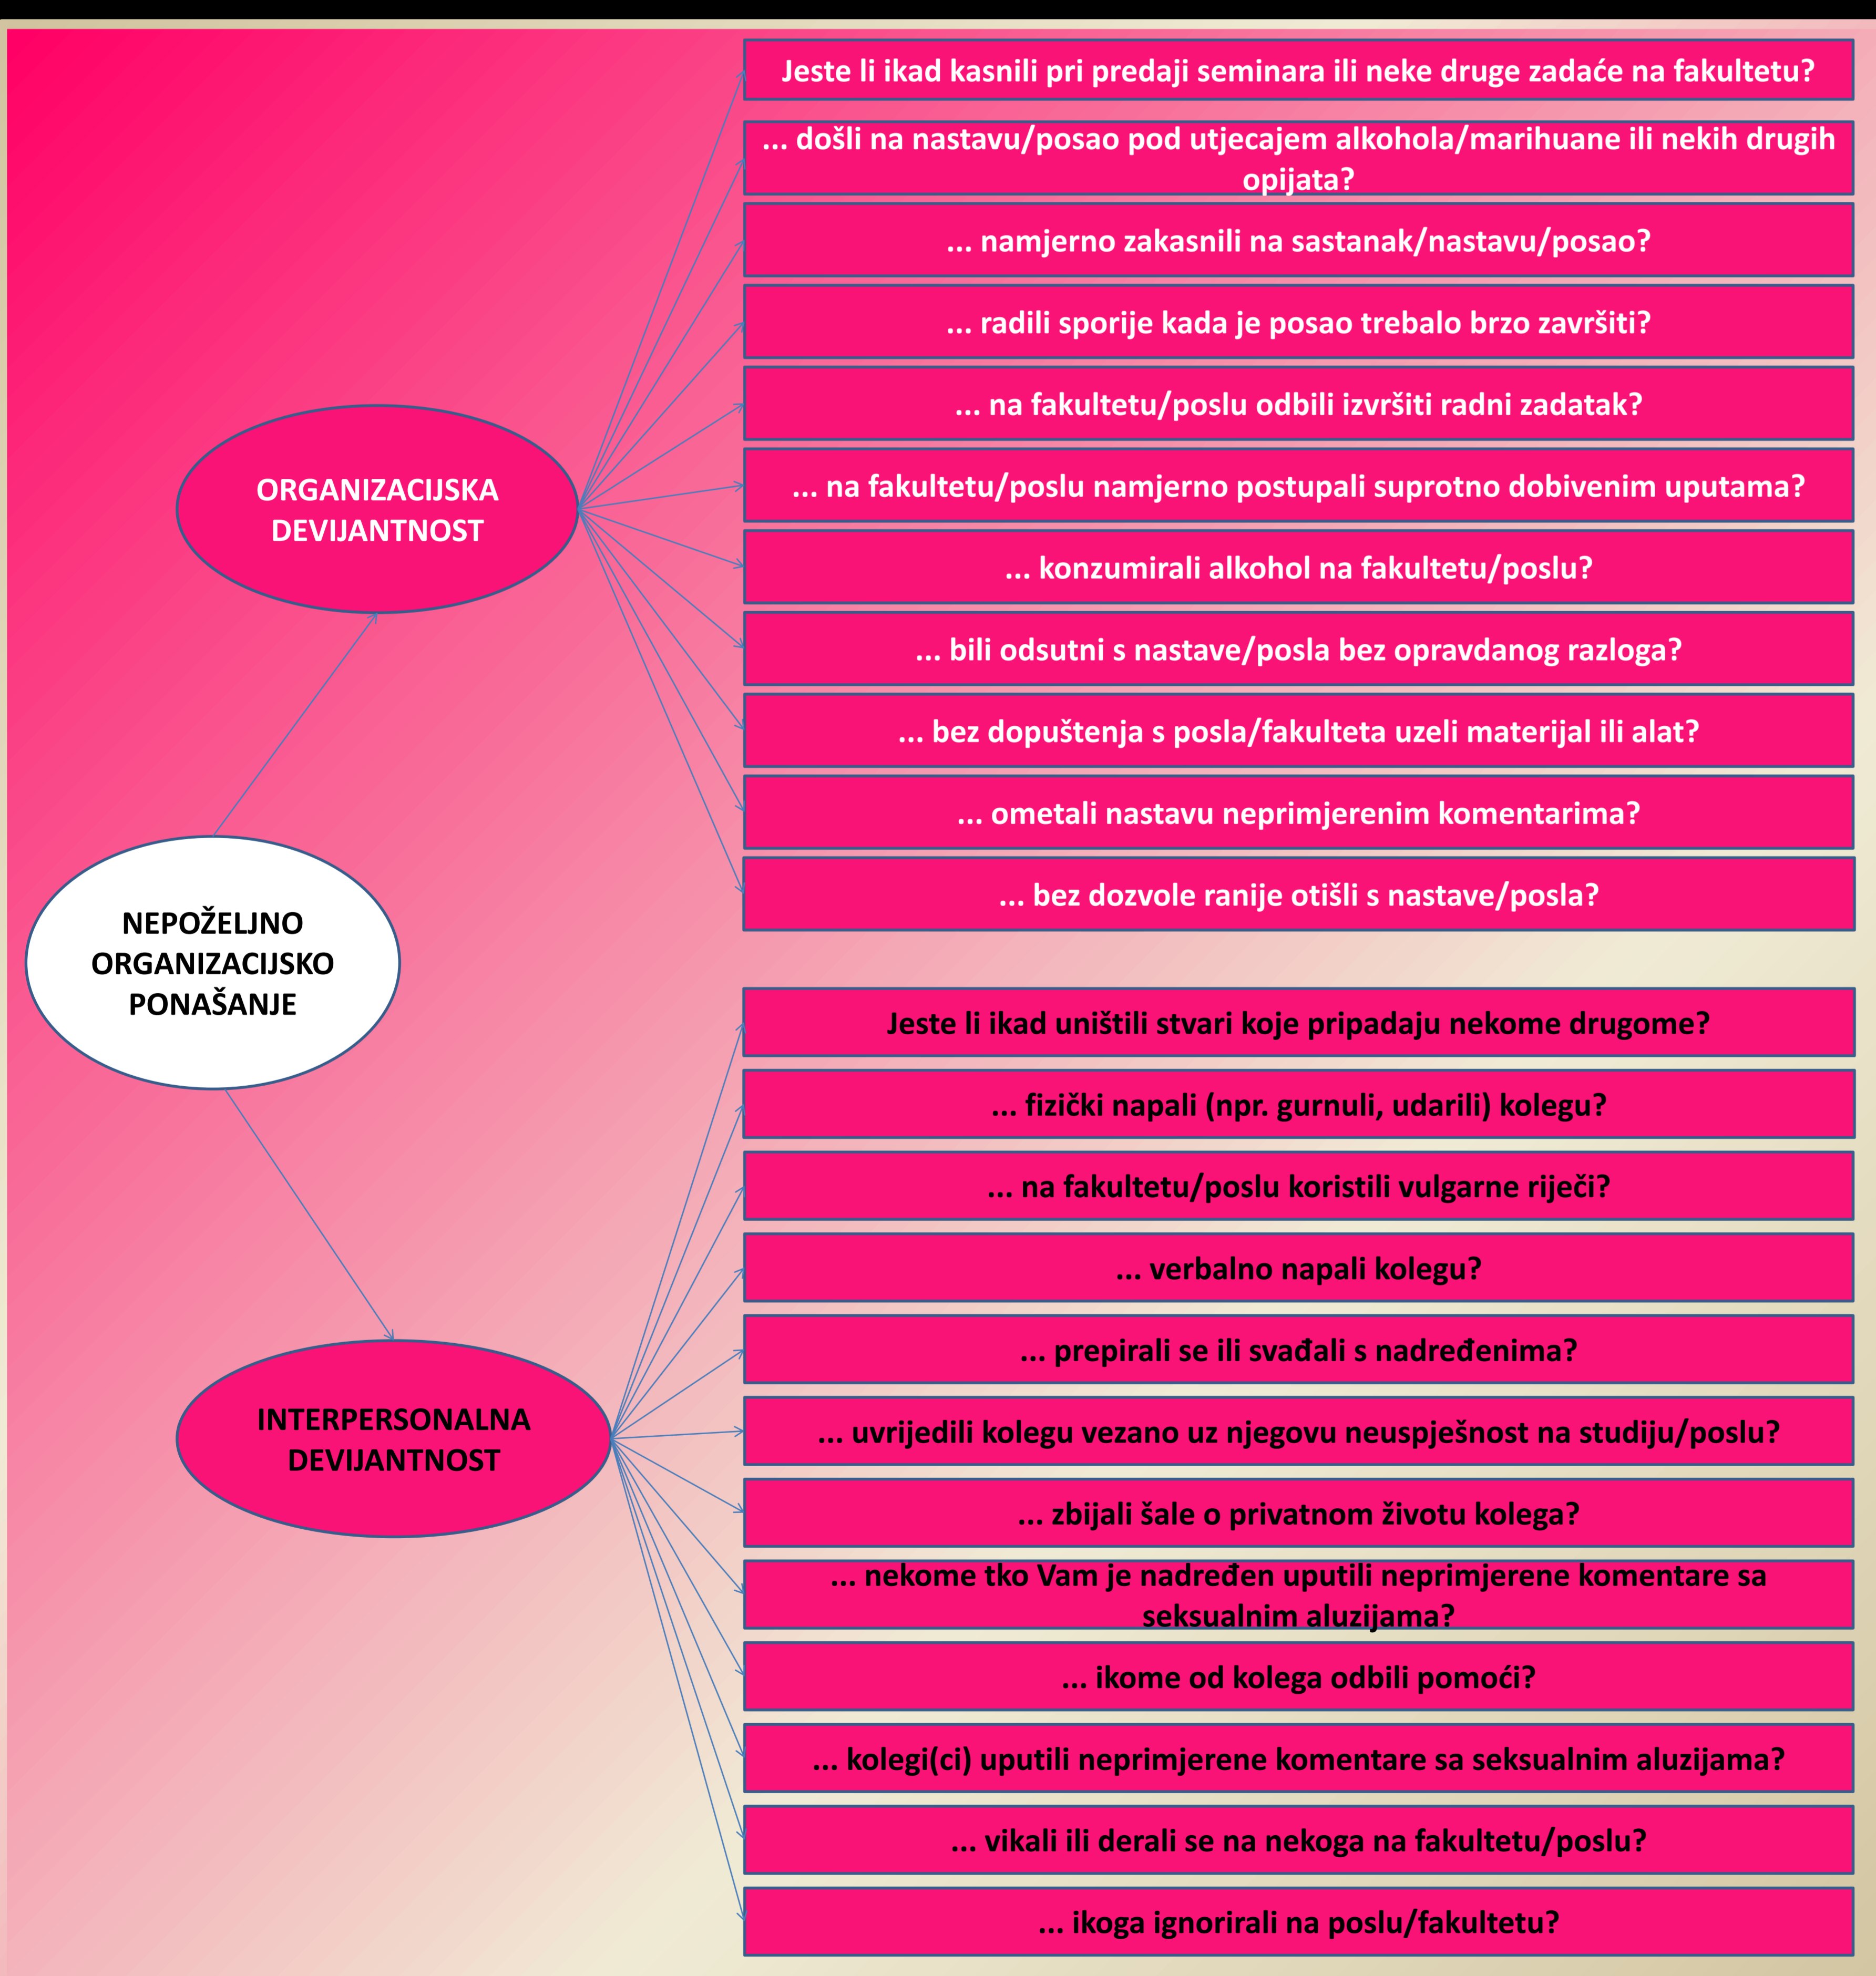 Jeste li ikad kasnili pri predaji seminara ili neke druge zadaće na fakultetu?
... došli na nastavu/posao pod utjecajem alkohola/marihuane ili nekih drugih
opijata?
... namjerno zakasnili na sastanak/nastavu/posao?
... radili sporije kada je posao trebalo brzo završiti?
... na fakultetu/poslu odbili izvršiti radni zadatak?
ORGANIZACIJSKA
DEVIJANTNOST
... na fakultetu/poslu namjerno postupali suprotno dobivenim uputama?
... konzumirali alkohol na fakultetu/poslu?
... bili odsutni s nastave/posla bez opravdanog razloga?
... bez dopuštenja s posla/fakulteta uzeli materijal ili alat?
... ometali nastavu neprimjerenim komentarima?
... bez dozvole ranije otišli s nastave/posla?
NEPOŽELJNO
ORGANIZACIJSKO
PONAŠANJE
Jeste li ikad uništili stvari koje pripadaju nekome drugome?
... fizički napali (npr. gurnuli, udarili) kolegu?
... na fakultetu/poslu koristili vulgarne riječi?
... verbalno napali kolegu?
... prepirali se ili svađali s nadređenima?
INTERPERSONALNA
DEVIJANTNOST
... uvrijedili kolegu vezano uz njegovu neuspješnost na studiju/poslu?
... zbijali šale o privatnom životu kolega?
... nekome tko Vam je nadređen uputili neprimjerene komentare sa
seksualnim aluzijama?
... ikome od kolega odbili pomoći?
... kolegi(ci) uputili neprimjerene komentare sa seksualnim aluzijama?
... vikali ili derali se na nekoga na fakultetu/poslu?
... ikoga ignorirali na poslu/fakultetu?